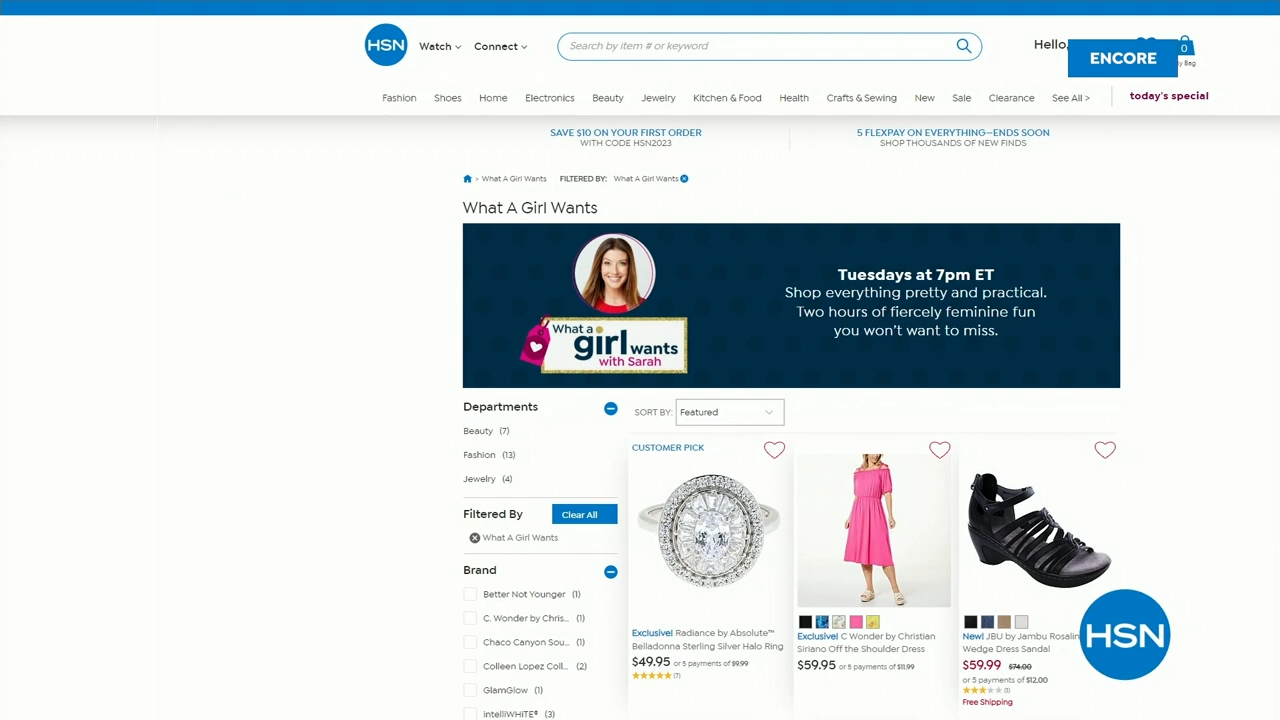 HSN
Watch
Connect
Search by item # or keyword
Hello,
0
ENCORE
Fashion
Shoes
Home
Electronics
Beauty
Jewelry
Kitchen & Food
Health
Crafts & Sewing
New
Sale
Clearance
See All >
today's special
SAVE $10 ON YOUR FIRST ORDER
WITH CODE HSN2023
5 FLEXPAY ON EVERYTHING—ENDS SOON
SHOP THOUSANDS OF NEW FINDS
> What A Girl Wants
FILTERED BY: What A Girl Wants
What A Girl Wants
What a
girl wants
with Sarah
Tuesdays at 7pm ET
Shop everything pretty and practical.
Two hours of fiercely feminine fun
you won't want to miss.
Departments
Beauty (7)
Fashion (13)
Jewelry (4)
Filtered By
Clear All
What A Girl Wants
Brand
Better Not Younger (1)
C. Wonder by Chris... (1)
Chaco Canyon Sou... (1)
Colleen Lopez Coll... (2)
GlamGlow (1)
intelliWHiTE® (3)
SORT BY: Featured
CUSTOMER PICK
Exclusive! Radiance by Absolute™
Belladonna Sterling Silver Halo Ring
$49.95 or 5 payments of $9.99
(7)
Exclusive! C Wonder by Christian
Siriano Off the Shoulder Dress
$59.95 or 5 payments of $11.99
New! JBU by Jambu Rosalin
Wedge Dress Sandal
$59.99 $74.00
or 5 payments of $12.00
Free Shipping
HSN